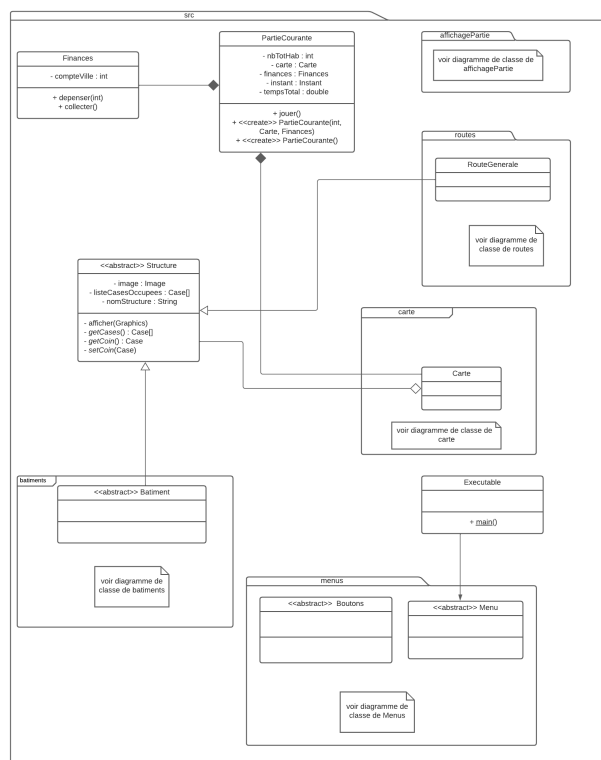 src
Finances
- compteVille : int
+ depenser(int)
+ collecter()
PartieCourante
- nbTotHab : int
- carte : Carte
- finances : Finances
- instant : Instant
- tempsTotal : double
+ jouer()
+ <<create>> PartieCourante(int,
Carte, Finances)
+ <<create>> PartieCourante()
affichagePartie
voir diagramme de classe de
affichagePartie
routes
RouteGenerale
voir diagramme de
classe de routes
<<abstract>> Structure
- image : Image
- listeCasesOccupees : Case[]
- nomStructure : String
- afficher(Graphics)
- getCases() : Case[]
- getCoin() : Case
- setCoin(Case)
carte
Carte
voir diagramme de classe de
carte
batiments
<<abstract>> Batiment
voir diagramme de
classe de batiments
Executable
+ main()
menus
<<abstract>> Boutons
<<abstract>> Menu
voir diagramme de
classe de Menus